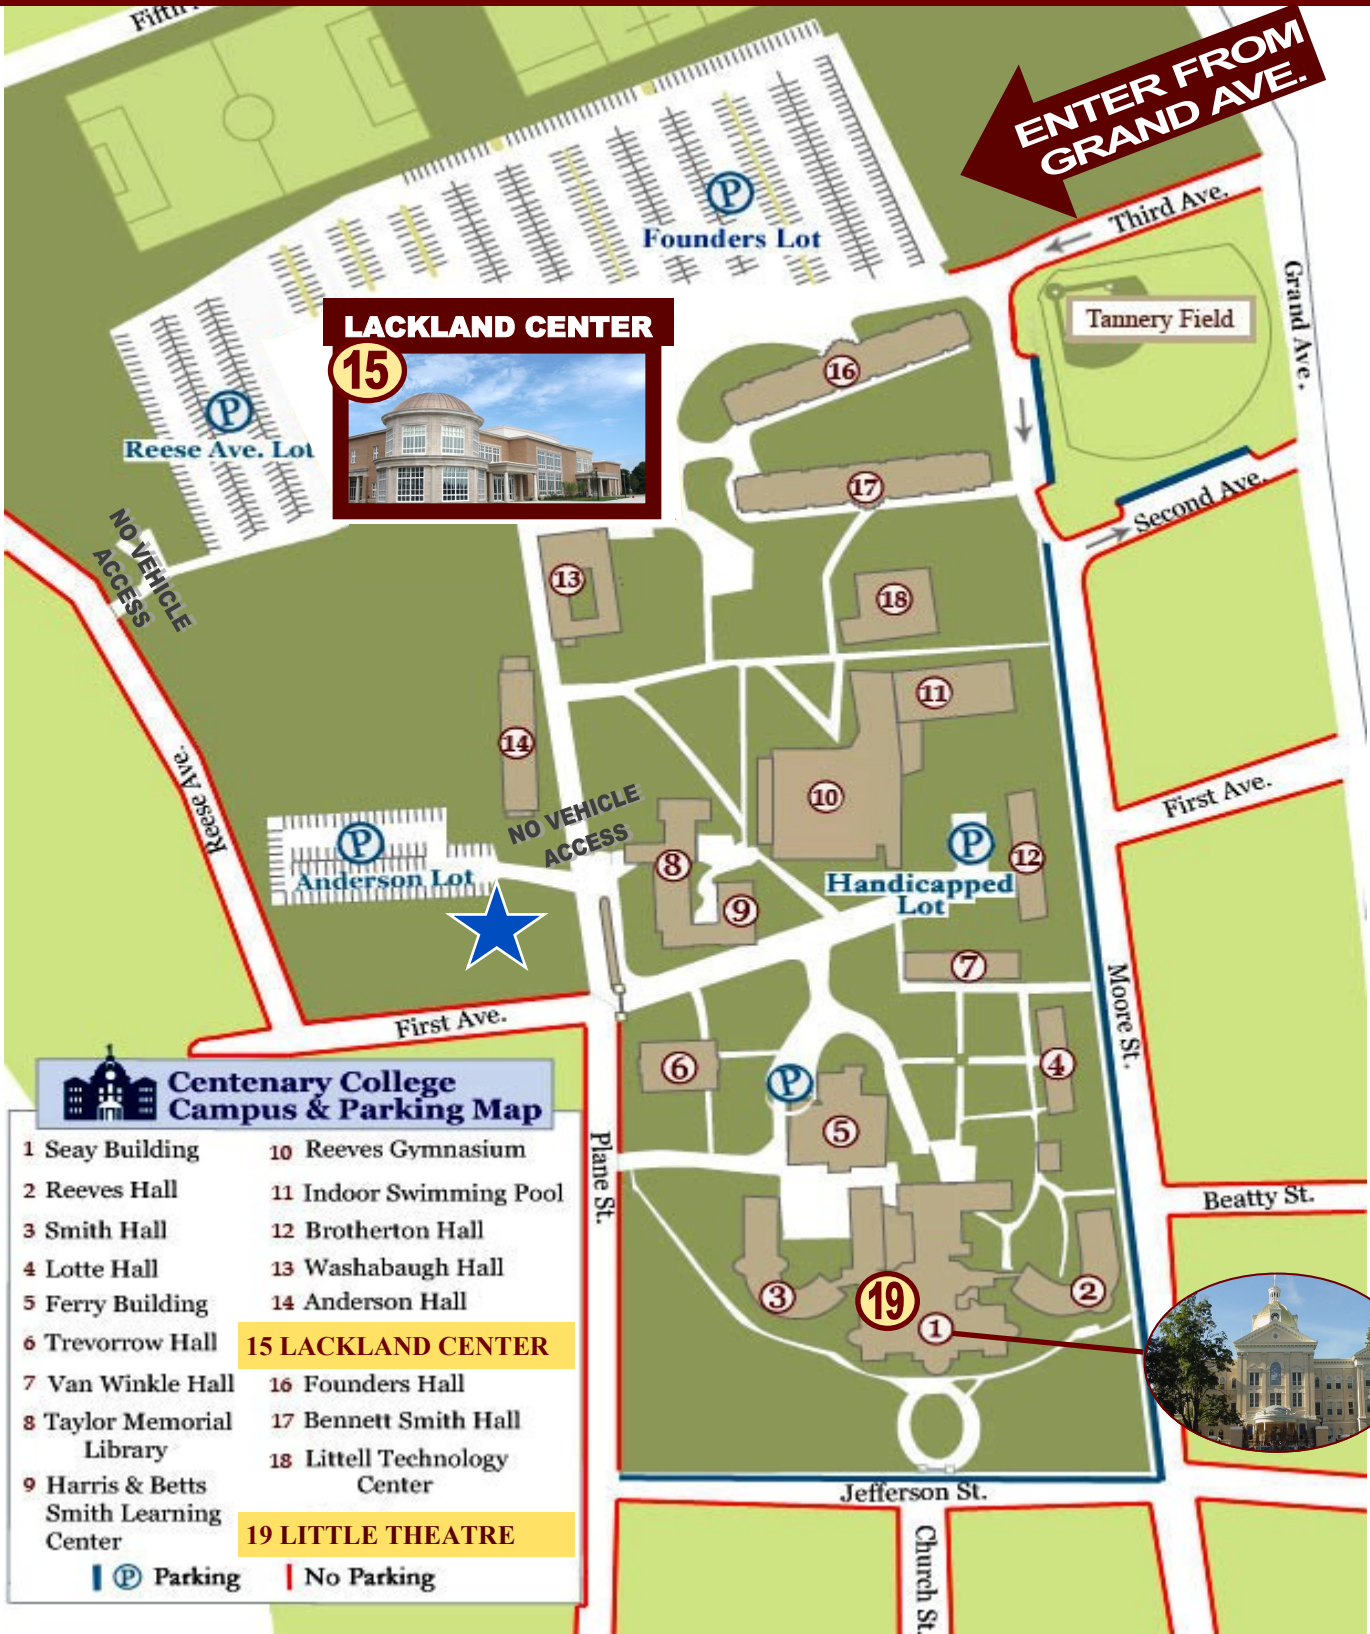 Fifth
ENTER FROM
GRAND AVE.
Third Ave.
P
Founders Lot
Grand Ave.
Tannery Field
LACKLAND CENTER
15
16
P
Reese Ave. Lot
17
Second Ave.
NO VEHICLE
ACCESS
13
18
11
14
Reese Ave.
10
First Ave.
NO VEHICLE
ACCESS
P
Anderson Lot
8
P
12
Handicapped
Lot
9
7
Moore St.
First Ave.
6
4
P
5
Plane St.
Beatty St.
3
19
2
1
Jefferson St.
Church St.
Centenary College
Campus & Parking Map
1 Seay Building
2 Reeves Hall
3 Smith Hall
4 Lotte Hall
5 Ferry Building
6 Trevorrow Hall
7 Van Winkle Hall
8 Taylor Memorial
Library
9 Harris & Betts
Smith Learning
Center
10 Reeves Gymnasium
11 Indoor Swimming Pool
12 Brotherton Hall
13 Washabaugh Hall
14 Anderson Hall
15 LACKLAND CENTER
16 Founders Hall
17 Bennett Smith Hall
18 Littell Technology
Center
19 LITTLE THEATRE
P Parking
No Parking